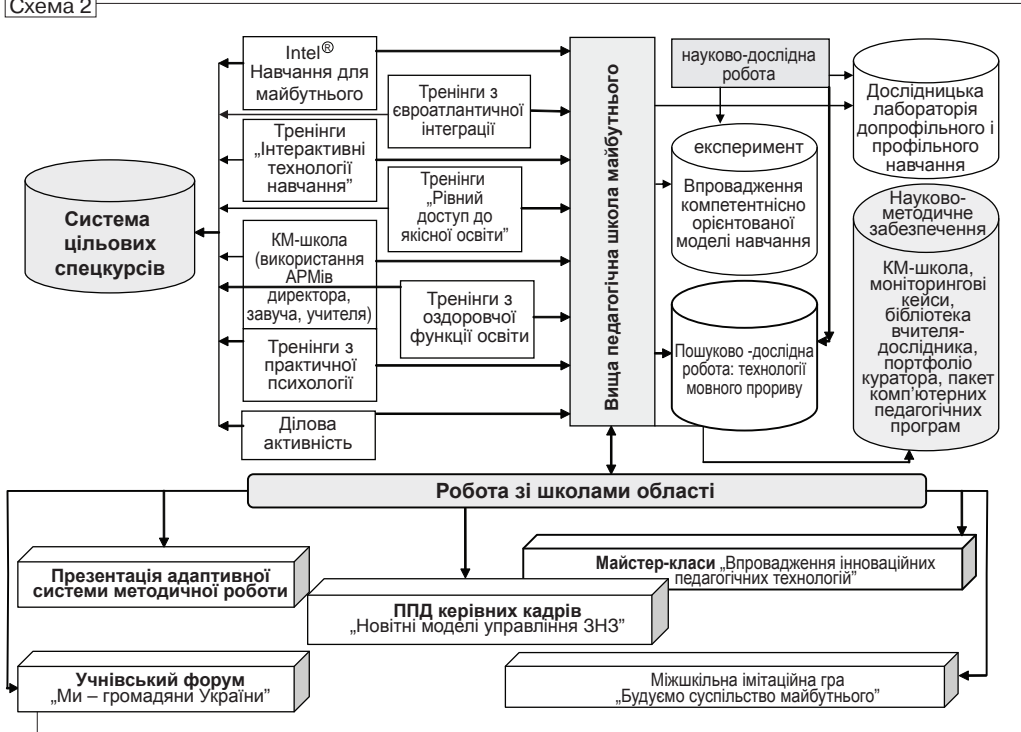 Схема 2
Intel®
Навчання для
майбутнього
Тренінги з
євроатлантичної
інтеграції
Тренінги
„Інтерактивні
технології
навчання”
Тренінги
„Рівний
доступ до
якісної освіти”
КМ-школа
(використання
АРМів
директора,
завуча, учителя)
Тренінги з
оздоровчої
функції освіти
Тренінги з
практичної
психології
Ділова
активність
Система
цільових
спецкурсів
Вища педагогічна школа майбутнього
науково-дослідна
робота
експеримент
Впровадження
компетентнісно
орієнтованої
моделі навчання
Пошуково -дослідна
робота: технології
мовного прориву
Дослідницька
лабораторія
допрофільного і
профільного
навчання
Науково-
методичне
забезпечення
КМ-школа,
моніторингові
кейси,
бібліотека
вчителя-
дослідника,
портфоліо
куратора, пакет
комп’ютерних
педагогічних
програм
Робота зі школами області
Презентація адаптивної
системи методичної роботи
Майстер-класи „Впровадження інноваційних
педагогічних технологій”
ППД керівних кадрів
„Новітні моделі управління ЗНЗ”
Учнівський форум
„Ми – громадяни України”
Міжшкільна імітаційна гра
„Будуємо суспільство майбутнього”